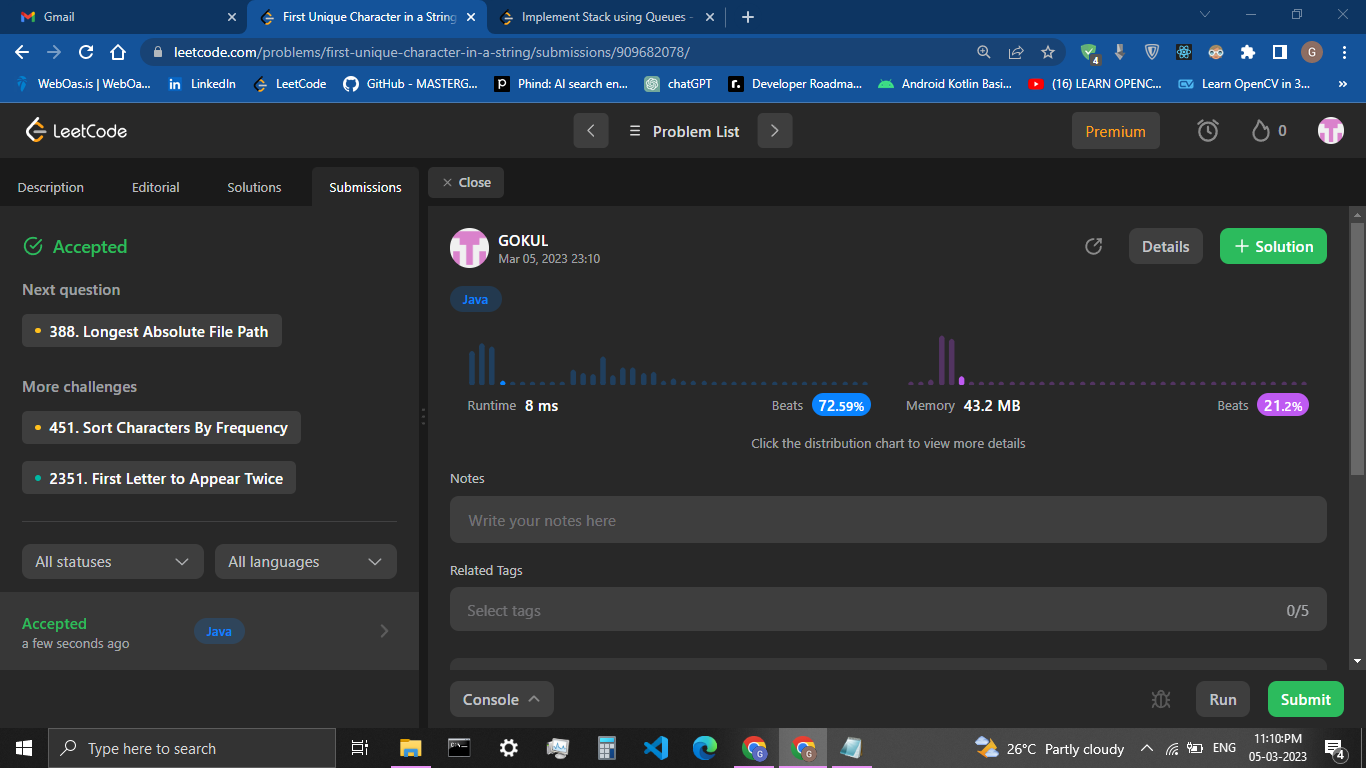 Gmail
First Unique Character in a String
Implement Stack using Queues -
leetcode.com/problems/first-unique-character-in-a-string/submissions/909682078/
4
G
WebOas.is | WebOa...
LinkedIn
LeetCode
GitHub - MASTERG...
Phind: AI search en...
chatGPT
Developer Roadma...
Android Kotlin Basi...
(16) LEARN OPENC...
Learn OpenCV in 3...
»
LeetCode
Problem List
Premium
0
Description
Editorial
Solutions
Submissions
Close
Accepted
Next question
388. Longest Absolute File Path
More challenges
451. Sort Characters By Frequency
2351. First Letter to Appear Twice
All statuses
All languages
Accepted
a few seconds ago
Java
GOKUL
Mar 05, 2023 23:10
Details
Solution
Java
Runtime 8 ms
Beats 72.59%
Memory 43.2 MB
Beats 21.2%
Click the distribution chart to view more details
Notes
Write your notes here
Related Tags
Select tags
0/5
Console
Run
Submit
Type here to search
26°C Partly cloudy
ENG
11:10:PM
05-03-2023
4